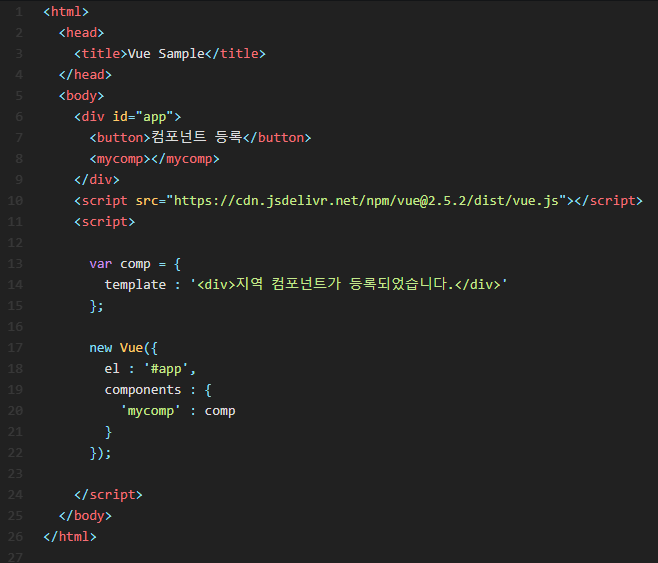 1 <html>
2   <head>
3     <title>Vue Sample</title>
4   </head>
5   <body>
6     <div id="app">
7       <button>컴포넌트 등록</button>
8       <mycomp></mycomp>
9     </div>
10     <script src="https://cdn.jsdelivr.net/npm/vue@2.5.2/dist/vue.js"></script>
11     <script>
12
13       var comp = {
14         template : '<div>지역 컴포넌트가 등록되었습니다.</div>'
15       };
16
17       new Vue({
18         el : '#app',
19         components : {
20           'mycomp' : comp
21         }
22       });
23
24     </script>
25   </body>
26 </html>
27